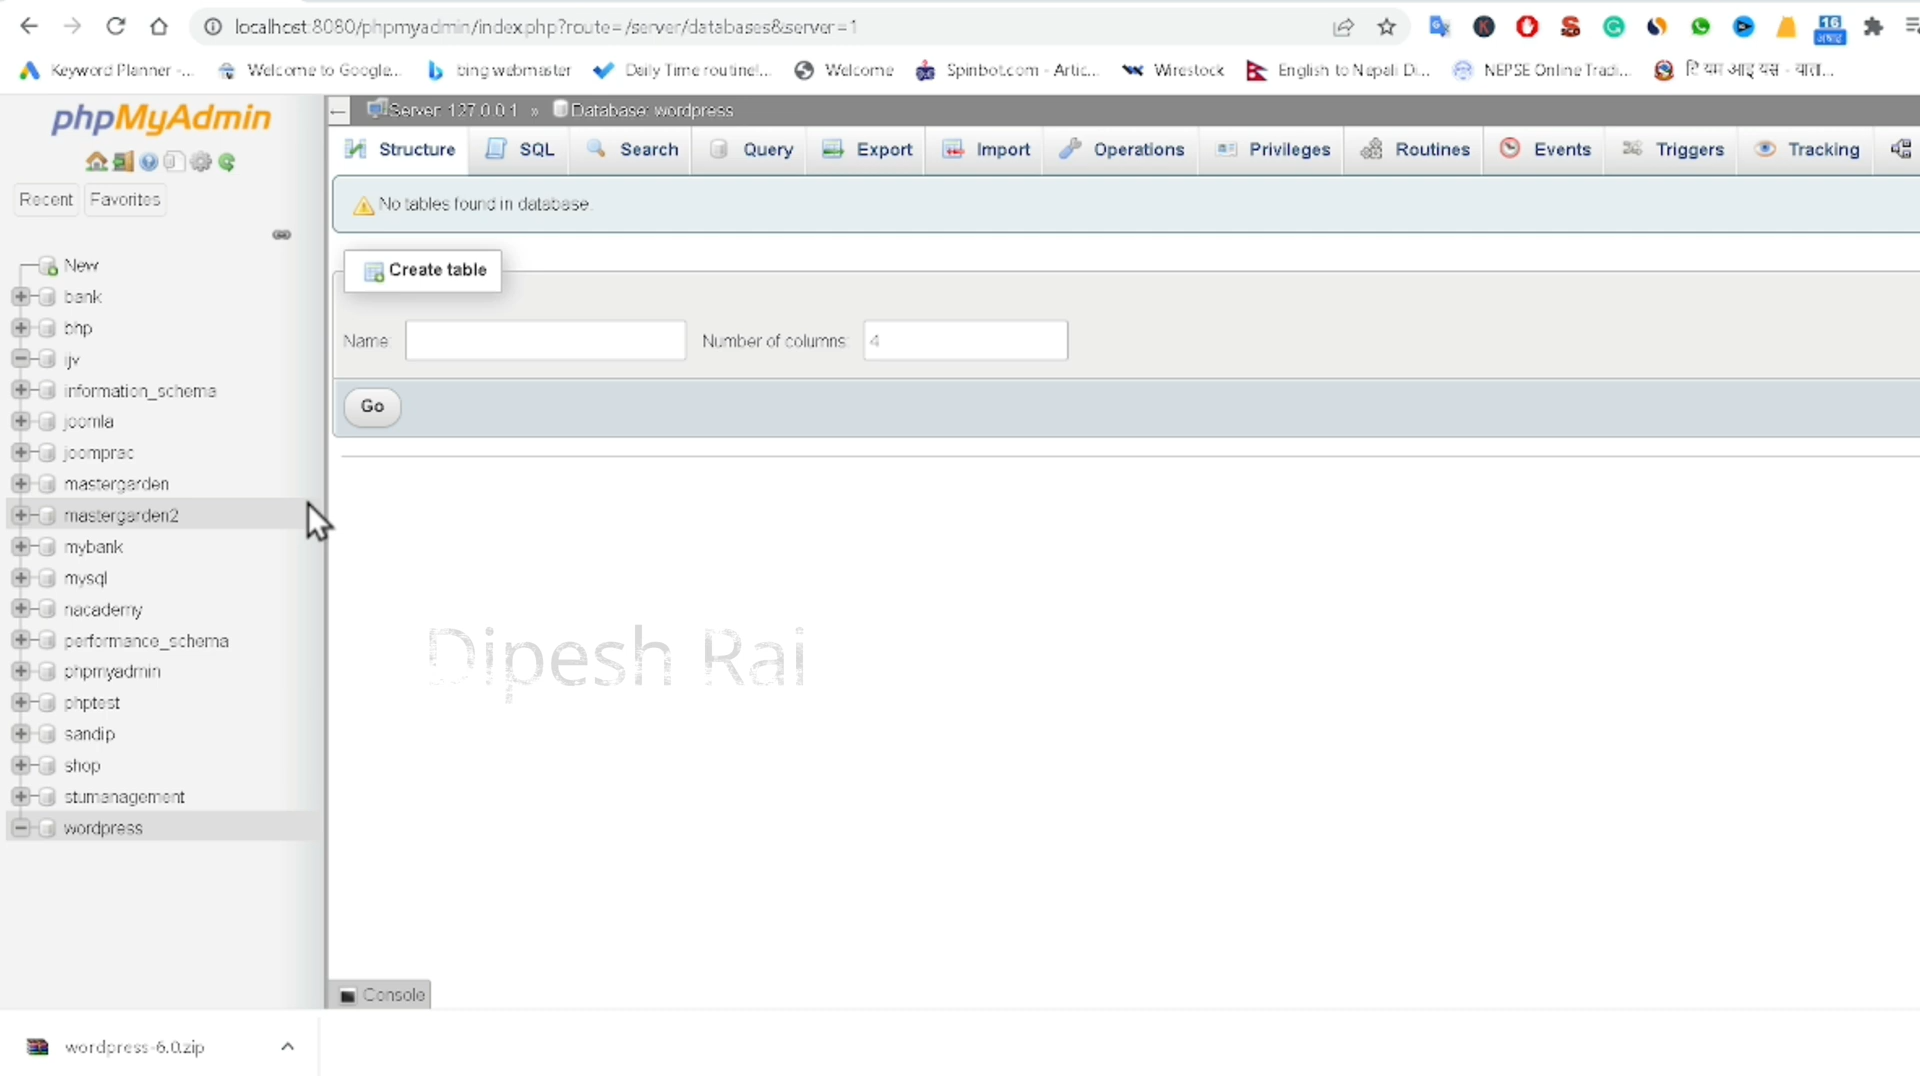 localhost:8080/phpmyadmin/index.php?route=/server/databases&server=1
16
Keyword Planner -... Welcome to Google... bing webmaster Daily Time routine!... Welcome Spinbot.com - Artic... Wirestock English to Nepali Di... NEPSE Online Tradi...
phpMyAdmin
Server: 127.0.0.1 » Database: wordpress
Structure SQL Search Query Export Import Operations Privileges Routines Events Triggers Tracking
Recent Favorites
No tables found in database.
New
bank
bhp
ijv
information_schema
joomla
joomprac
mastergarden
mastergarden2
mybank
mysql
nacademy
performance_schema
phpmyadmin
phptest
sandip
shop
stumanagement
wordpress
Create table
Name: Number of columns: 4
Go
Dipesh Rai
Console
wordpress-6.0.zip